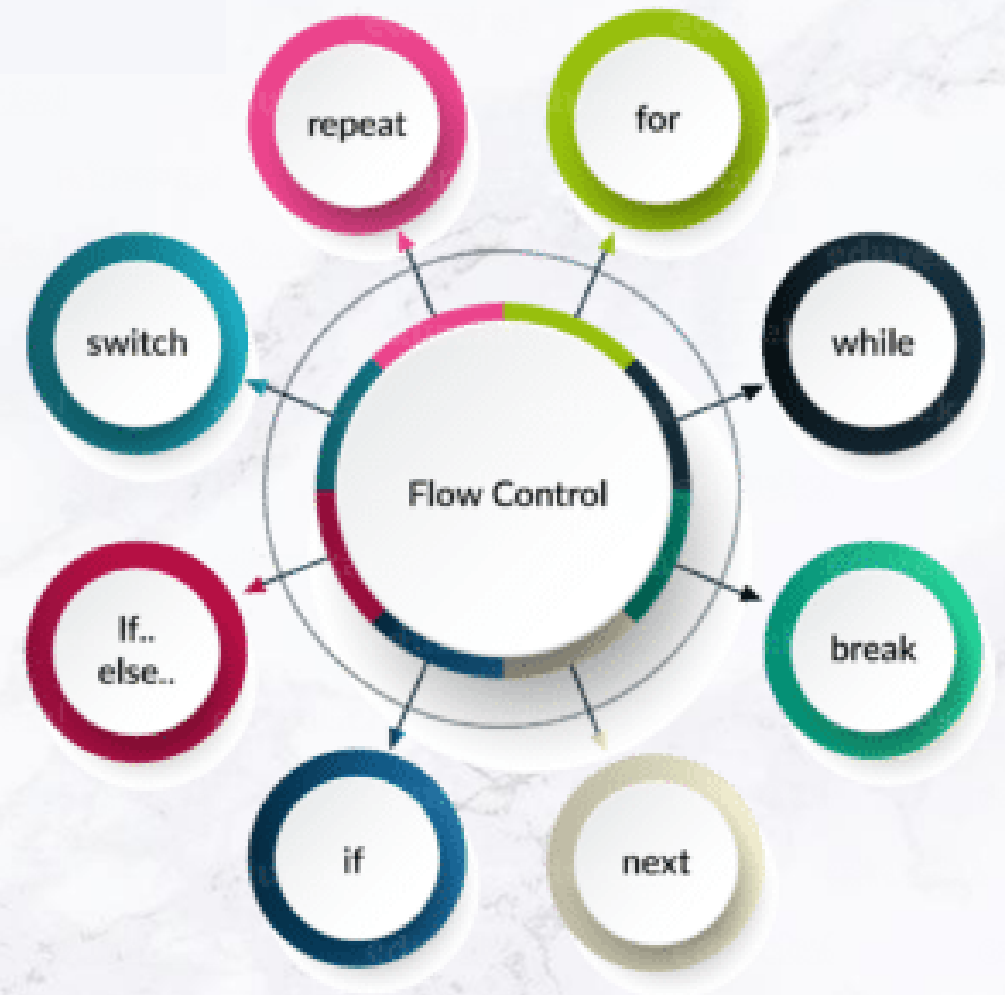 repeat
for
switch
while
Flow Control
If..
else..
break
if
next